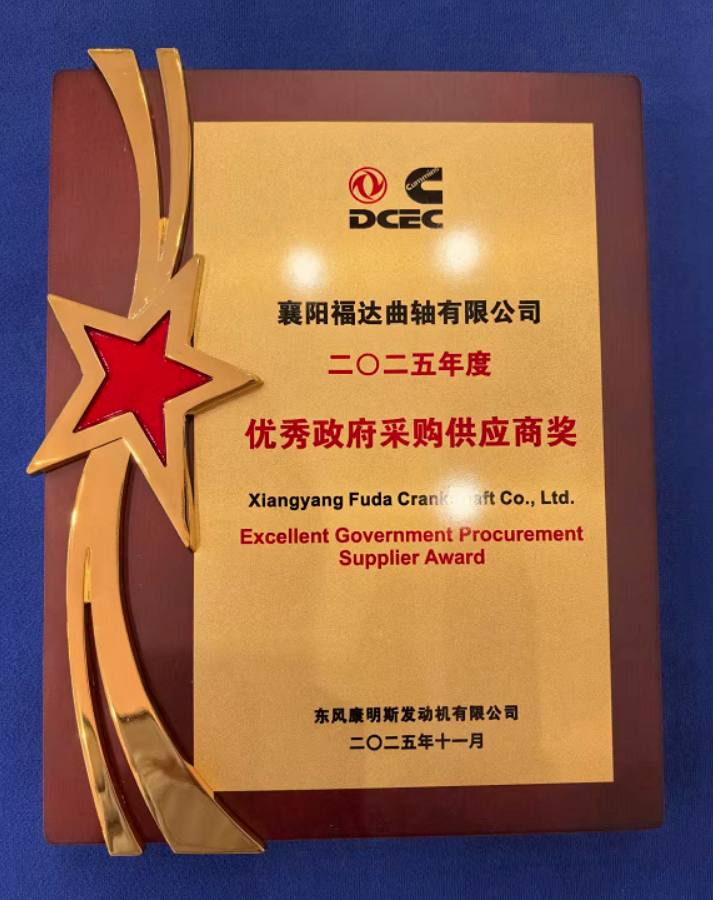 Cummins
DCEC
襄阳福达曲轴有限公司
二〇二五年度
优秀政府采购供应商奖
Xiangyang Fuda Crankshaft Co., Ltd.
Excellent Government Procurement
Supplier Award
东风康明斯发动机有限公司
二〇二五年十一月